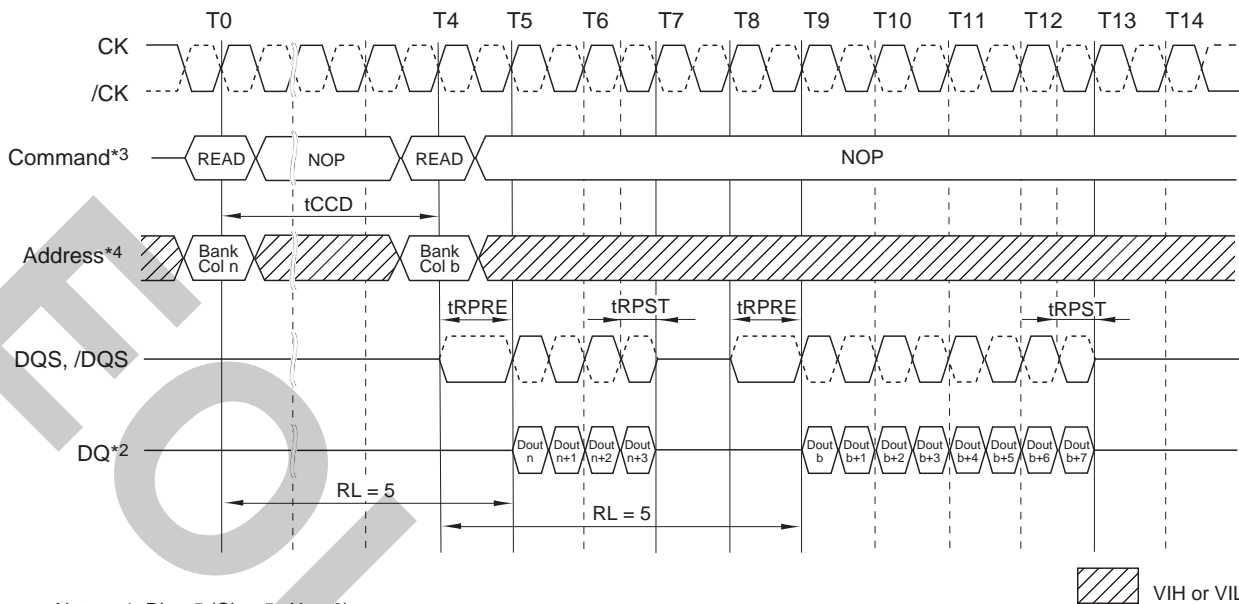 T0 T4 T5 T6 T7 T8 T9 T10 T11 T12 T13 T14
CK
/CK
Command*3 READ NOP READ NOP
tCCD
Address*4 Bank Col n Bank Col b
tRPRE tRPST tRPRE tRPST
DQS, /DQS
DQ*2 Dout n Dout n+1 Dout n+2 Dout n+3 Dout b Dout b+1 Dout b+2 Dout b+3 Dout b+4 Dout b+5 Dout b+6 Dout b+7
RL = 5
RL = 5
VIH or VIL